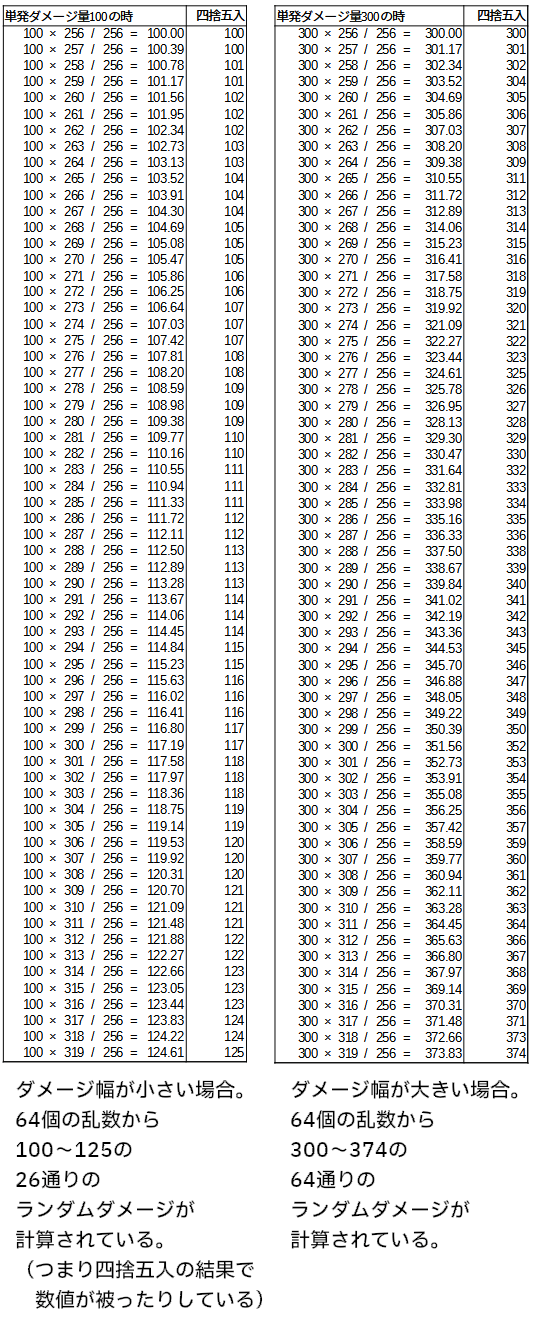 単発ダメージ量100の時 四捨五入
100 × 256 / 256 = 100.00 100
100 × 257 / 256 = 100.39 100
100 × 258 / 256 = 100.78 101
100 × 259 / 256 = 101.17 101
100 × 260 / 256 = 101.56 102
100 × 261 / 256 = 101.95 102
100 × 262 / 256 = 102.34 102
100 × 263 / 256 = 102.73 103
100 × 264 / 256 = 103.13 103
100 × 265 / 256 = 103.52 104
100 × 266 / 256 = 103.91 104
100 × 267 / 256 = 104.30 104
100 × 268 / 256 = 104.69 105
100 × 269 / 256 = 105.08 105
100 × 270 / 256 = 105.47 105
100 × 271 / 256 = 105.86 106
100 × 272 / 256 = 106.25 106
100 × 273 / 256 = 106.64 107
100 × 274 / 256 = 107.03 107
100 × 275 / 256 = 107.42 107
100 × 276 / 256 = 107.81 108
100 × 277 / 256 = 108.20 108
100 × 278 / 256 = 108.59 109
100 × 279 / 256 = 108.98 109
100 × 280 / 256 = 109.38 109
100 × 281 / 256 = 109.77 110
100 × 282 / 256 = 110.16 110
100 × 283 / 256 = 110.55 111
100 × 284 / 256 = 110.94 111
100 × 285 / 256 = 111.33 111
100 × 286 / 256 = 111.72 112
100 × 287 / 256 = 112.11 112
100 × 288 / 256 = 112.50 113
100 × 289 / 256 = 112.89 113
100 × 290 / 256 = 113.28 113
100 × 291 / 256 = 113.67 114
100 × 292 / 256 = 114.06 114
100 × 293 / 256 = 114.45 114
100 × 294 / 256 = 114.84 115
100 × 295 / 256 = 115.23 115
100 × 296 / 256 = 115.63 116
100 × 297 / 256 = 116.02 116
100 × 298 / 256 = 116.41 116
100 × 299 / 256 = 116.80 117
100 × 300 / 256 = 117.19 117
100 × 301 / 256 = 117.58 118
100 × 302 / 256 = 117.97 118
100 × 303 / 256 = 118.36 118
100 × 304 / 256 = 118.75 119
100 × 305 / 256 = 119.14 119
100 × 306 / 256 = 119.53 120
100 × 307 / 256 = 119.92 120
100 × 308 / 256 = 120.31 120
100 × 309 / 256 = 120.70 121
100 × 310 / 256 = 121.09 121
100 × 311 / 256 = 121.48 121
100 × 312 / 256 = 121.88 122
100 × 313 / 256 = 122.27 122
100 × 314 / 256 = 122.66 123
100 × 315 / 256 = 123.05 123
100 × 316 / 256 = 123.44 123
100 × 317 / 256 = 123.83 124
100 × 318 / 256 = 124.22 124
100 × 319 / 256 = 124.61 125
ダメージ幅が小さい場合。
64個の乱数から
100～125の
26通りの
ランダムダメージが
計算されている。
（つまり四捨五入の結果で
数値が被ったりしている）
単発ダメージ量300の時 四捨五入
300 × 256 / 256 = 300.00 300
300 × 257 / 256 = 301.17 301
300 × 258 / 256 = 302.34 302
300 × 259 / 256 = 303.52 304
300 × 260 / 256 = 304.69 305
300 × 261 / 256 = 305.86 306
300 × 262 / 256 = 307.03 307
300 × 263 / 256 = 308.20 308
300 × 264 / 256 = 309.38 309
300 × 265 / 256 = 310.55 311
300 × 266 / 256 = 311.72 312
300 × 267 / 256 = 312.89 313
300 × 268 / 256 = 314.06 314
300 × 269 / 256 = 315.23 315
300 × 270 / 256 = 316.41 316
300 × 271 / 256 = 317.58 318
300 × 272 / 256 = 318.75 319
300 × 273 / 256 = 319.92 320
300 × 274 / 256 = 321.09 321
300 × 275 / 256 = 322.27 322
300 × 276 / 256 = 323.44 323
300 × 277 / 256 = 324.61 325
300 × 278 / 256 = 325.78 326
300 × 279 / 256 = 326.95 327
300 × 280 / 256 = 328.13 328
300 × 281 / 256 = 329.30 329
300 × 282 / 256 = 330.47 330
300 × 283 / 256 = 331.64 332
300 × 284 / 256 = 332.81 333
300 × 285 / 256 = 333.98 334
300 × 286 / 256 = 335.16 335
300 × 287 / 256 = 336.33 336
300 × 288 / 256 = 337.50 338
300 × 289 / 256 = 338.67 339
300 × 290 / 256 = 339.84 340
300 × 291 / 256 = 341.02 341
300 × 292 / 256 = 342.19 342
300 × 293 / 256 = 343.36 343
300 × 294 / 256 = 344.53 345
300 × 295 / 256 = 345.70 346
300 × 296 / 256 = 346.88 347
300 × 297 / 256 = 348.05 348
300 × 298 / 256 = 349.22 349
300 × 299 / 256 = 350.39 350
300 × 300 / 256 = 351.56 352
300 × 301 / 256 = 352.73 353
300 × 302 / 256 = 353.91 354
300 × 303 / 256 = 355.08 355
300 × 304 / 256 = 356.25 356
300 × 305 / 256 = 357.42 357
300 × 306 / 256 = 358.59 359
300 × 307 / 256 = 359.77 360
300 × 308 / 256 = 360.94 361
300 × 309 / 256 = 362.11 362
300 × 310 / 256 = 363.28 363
300 × 311 / 256 = 364.45 364
300 × 312 / 256 = 365.63 366
300 × 313 / 256 = 366.80 367
300 × 314 / 256 = 367.97 368
300 × 315 / 256 = 369.14 369
300 × 316 / 256 = 370.31 370
300 × 317 / 256 = 371.48 371
300 × 318 / 256 = 372.66 373
300 × 319 / 256 = 373.83 374
ダメージ幅が大きい場合。
64個の乱数から
300～374の
64通りの
ランダムダメージが
計算されている。